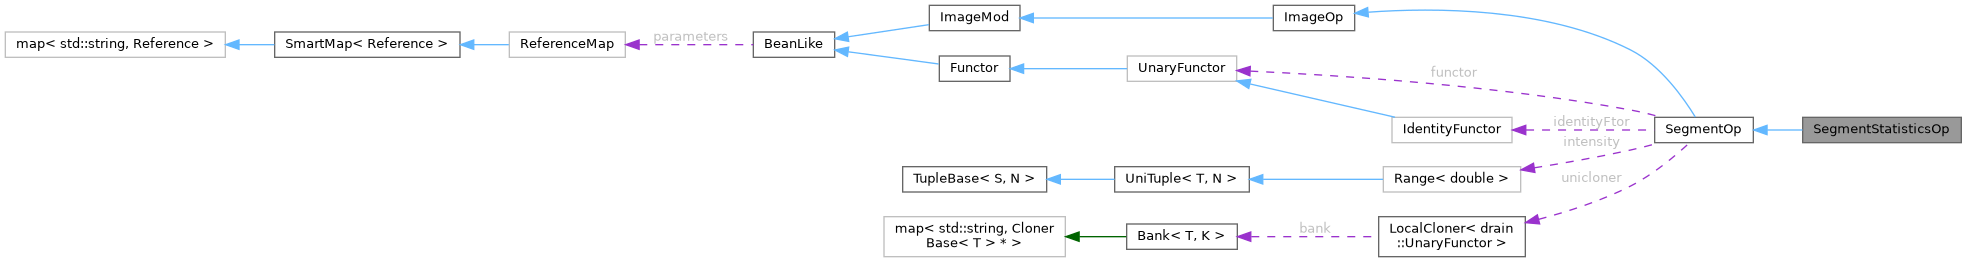 ImageMod
ImageOp
map< std::string, Reference >
SmartMap< Reference >
ReferenceMap
parameters
BeanLike
Functor
UnaryFunctor
functor
IdentityFunctor
identityFtor
SegmentOp
SegmentStatisticsOp
intensity
TupleBase< S, N >
UniTuple< T, N >
Range< double >
unicloner
map< std::string, Cloner
Base< T > * >
Bank< T, K >
bank
LocalCloner< drain
::UnaryFunctor >